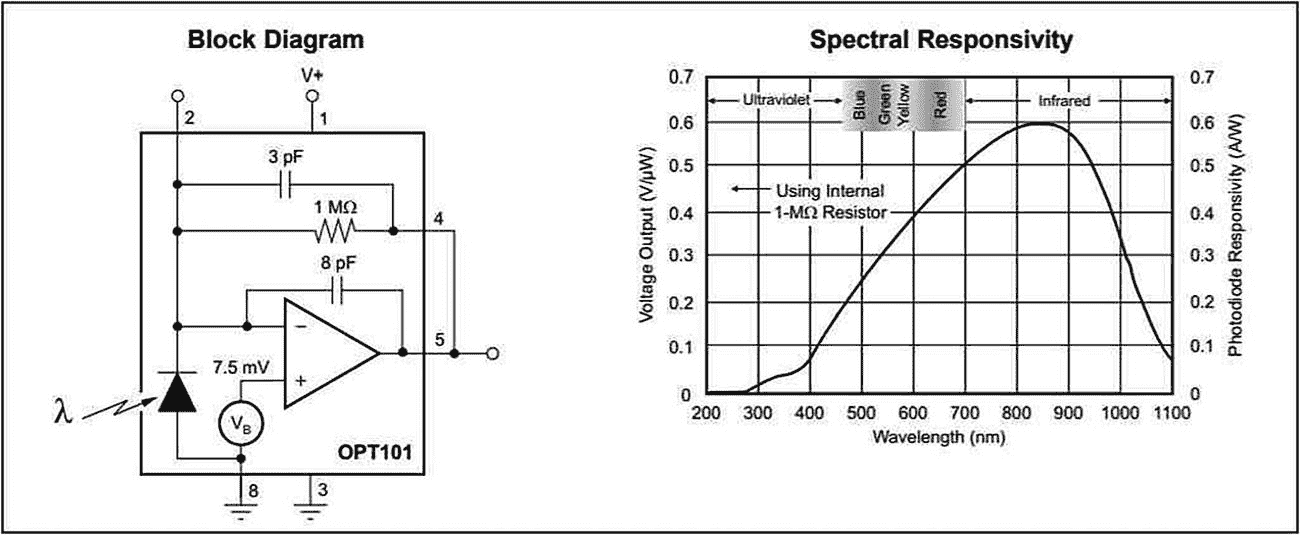 Block Diagram
V+
2
1
3 pF
1 MΩ
4
8 pF
−
5
7.5 mV
+
λ
VB
OPT101
8
3
Spectral Responsivity
0.7
0.6
0.5
0.4
0.3
0.2
0.1
0
Voltage Output (V/µW)
Ultraviolet
Blue
Green
Yellow
Red
Infrared
Using Internal
1-MΩ Resistor
0.7
0.6
0.5
0.4
0.3
0.2
0.1
0
Photodiode Responsivity (A/W)
200 300 400 500 600 700 800 900 1000 1100
Wavelength (nm)